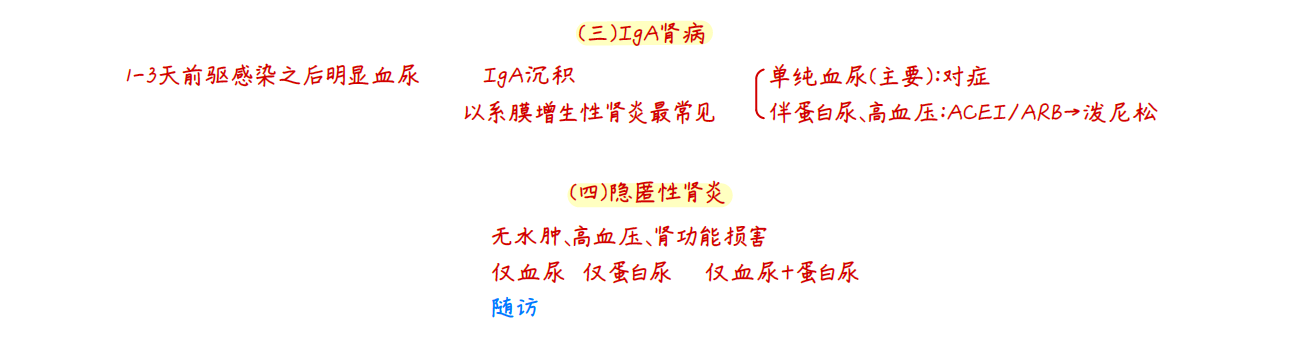 (三)IgA肾病
1-3天前驱感染之后明显血尿 IgA沉积 单纯血尿(主要):对症
以系膜增生性肾炎最常见 伴蛋白尿、高血压:ACEI/ARB→泼尼松
(四)隐匿性肾炎
无水肿、高血压、肾功能损害
仅血尿 仅蛋白尿 仅血尿+蛋白尿
随访